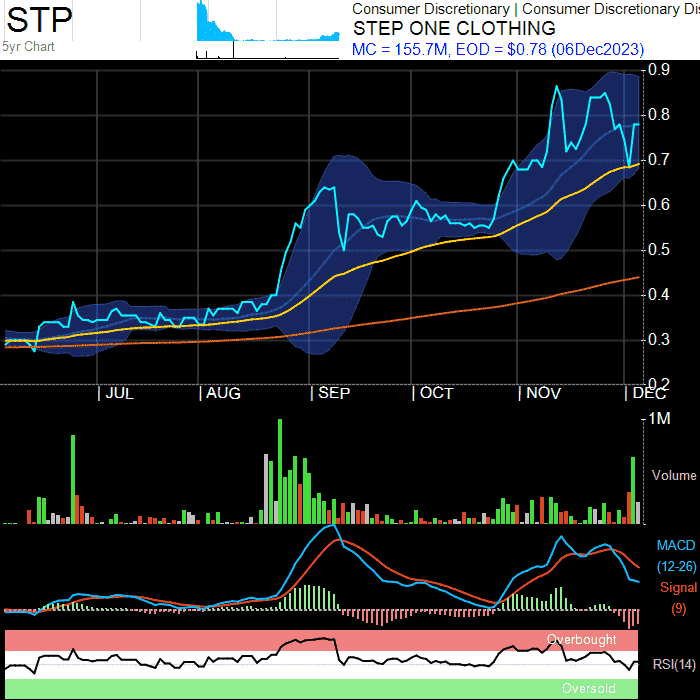 STP
5yr Chart
Consumer Discretionary | Consumer Discretionary Dis
STEP ONE CLOTHING
MC = 155.7M, EOD = $0.78 (06Dec2023)
0.9
0.8
0.7
0.6
0.5
0.4
0.3
0.2
| JUL | AUG | SEP | OCT | NOV | DEC
1M
Volume
MACD
(12-26)
Signal
(9)
Overbought
RSI(14)
Oversold